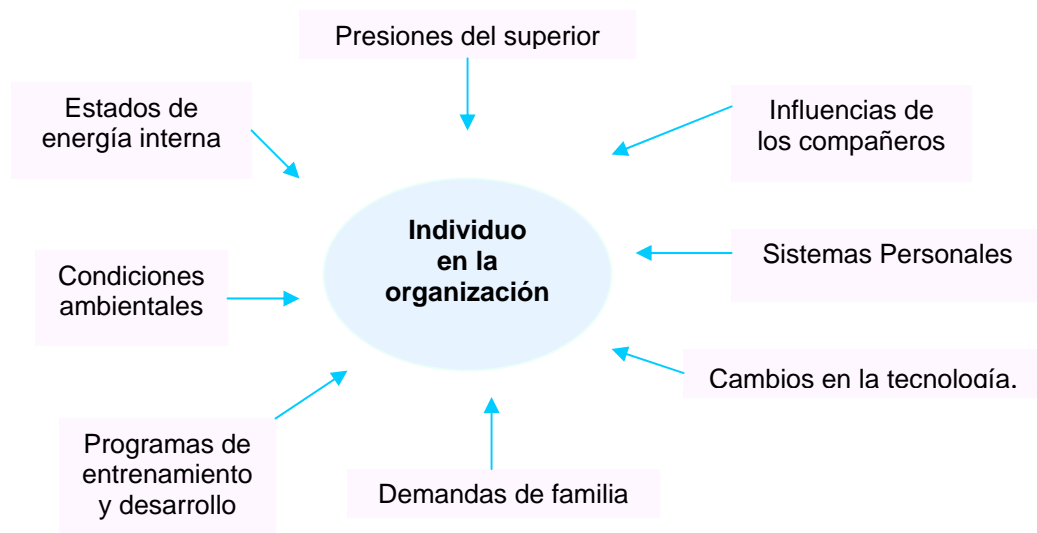 Presiones del superior
Estados de
energía interna
Influencias de
los compañeros
Individuo
en la
organización
Sistemas Personales
Condiciones
ambientales
Cambios en la tecnología.
Programas de
entrenamiento
y desarrollo
Demandas de familia